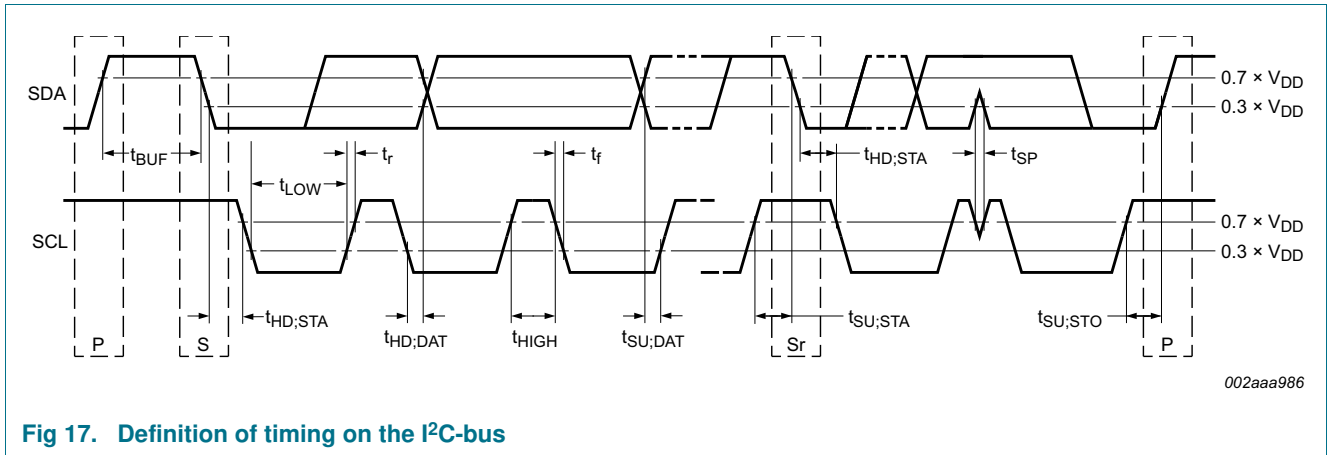 SDA
0.7 × VDD
0.3 × VDD
tBUF
tr
tf
tHD;STA
tSP
tLOW
SCL
0.7 × VDD
0.3 × VDD
tHD;STA
tHD;DAT
tHIGH
tSU;DAT
tSU;STA
tSU;STO
P
S
Sr
P
002aaa986
Fig 17. Definition of timing on the I²C-bus